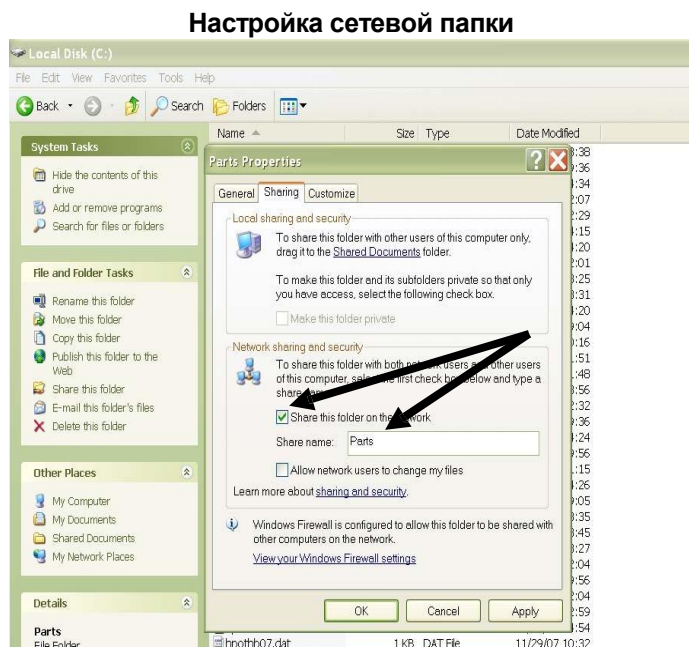 Настройка сетевой папки
Local Disk (C:)
File Edit View Favorites Tools Help
Back Search Folders
Name Size Type Date Modified
System Tasks
Hide the contents of this
drive
Add or remove programs
Search for files or folders
File and Folder Tasks
Rename this folder
Move this folder
Copy this folder
Publish this folder to the
Web
Share this folder
E-mail this folder's files
Delete this folder
Other Places
My Computer
My Documents
Shared Documents
My Network Places
Details
Parts
File Folder
Parts Properties
General Sharing Customize
Local sharing and security
To share this folder with other users of this computer only,
drag it to the Shared Documents folder.
To make this folder and its subfolders private so that only
you have access, select the following check box.
Make this folder private
Network sharing and security
To share this folder with both network users and other users
of this computer, select the first check box below and type a
share name.
Share this folder on the network
Share name: Parts
Allow network users to change my files
Learn more about sharing and security.
Windows Firewall is configured to allow this folder to be shared with
other computers on the network.
View your Windows Firewall settings
OK Cancel Apply
hpothb07.dat 1 KB DAT File 11/29/07 10:32